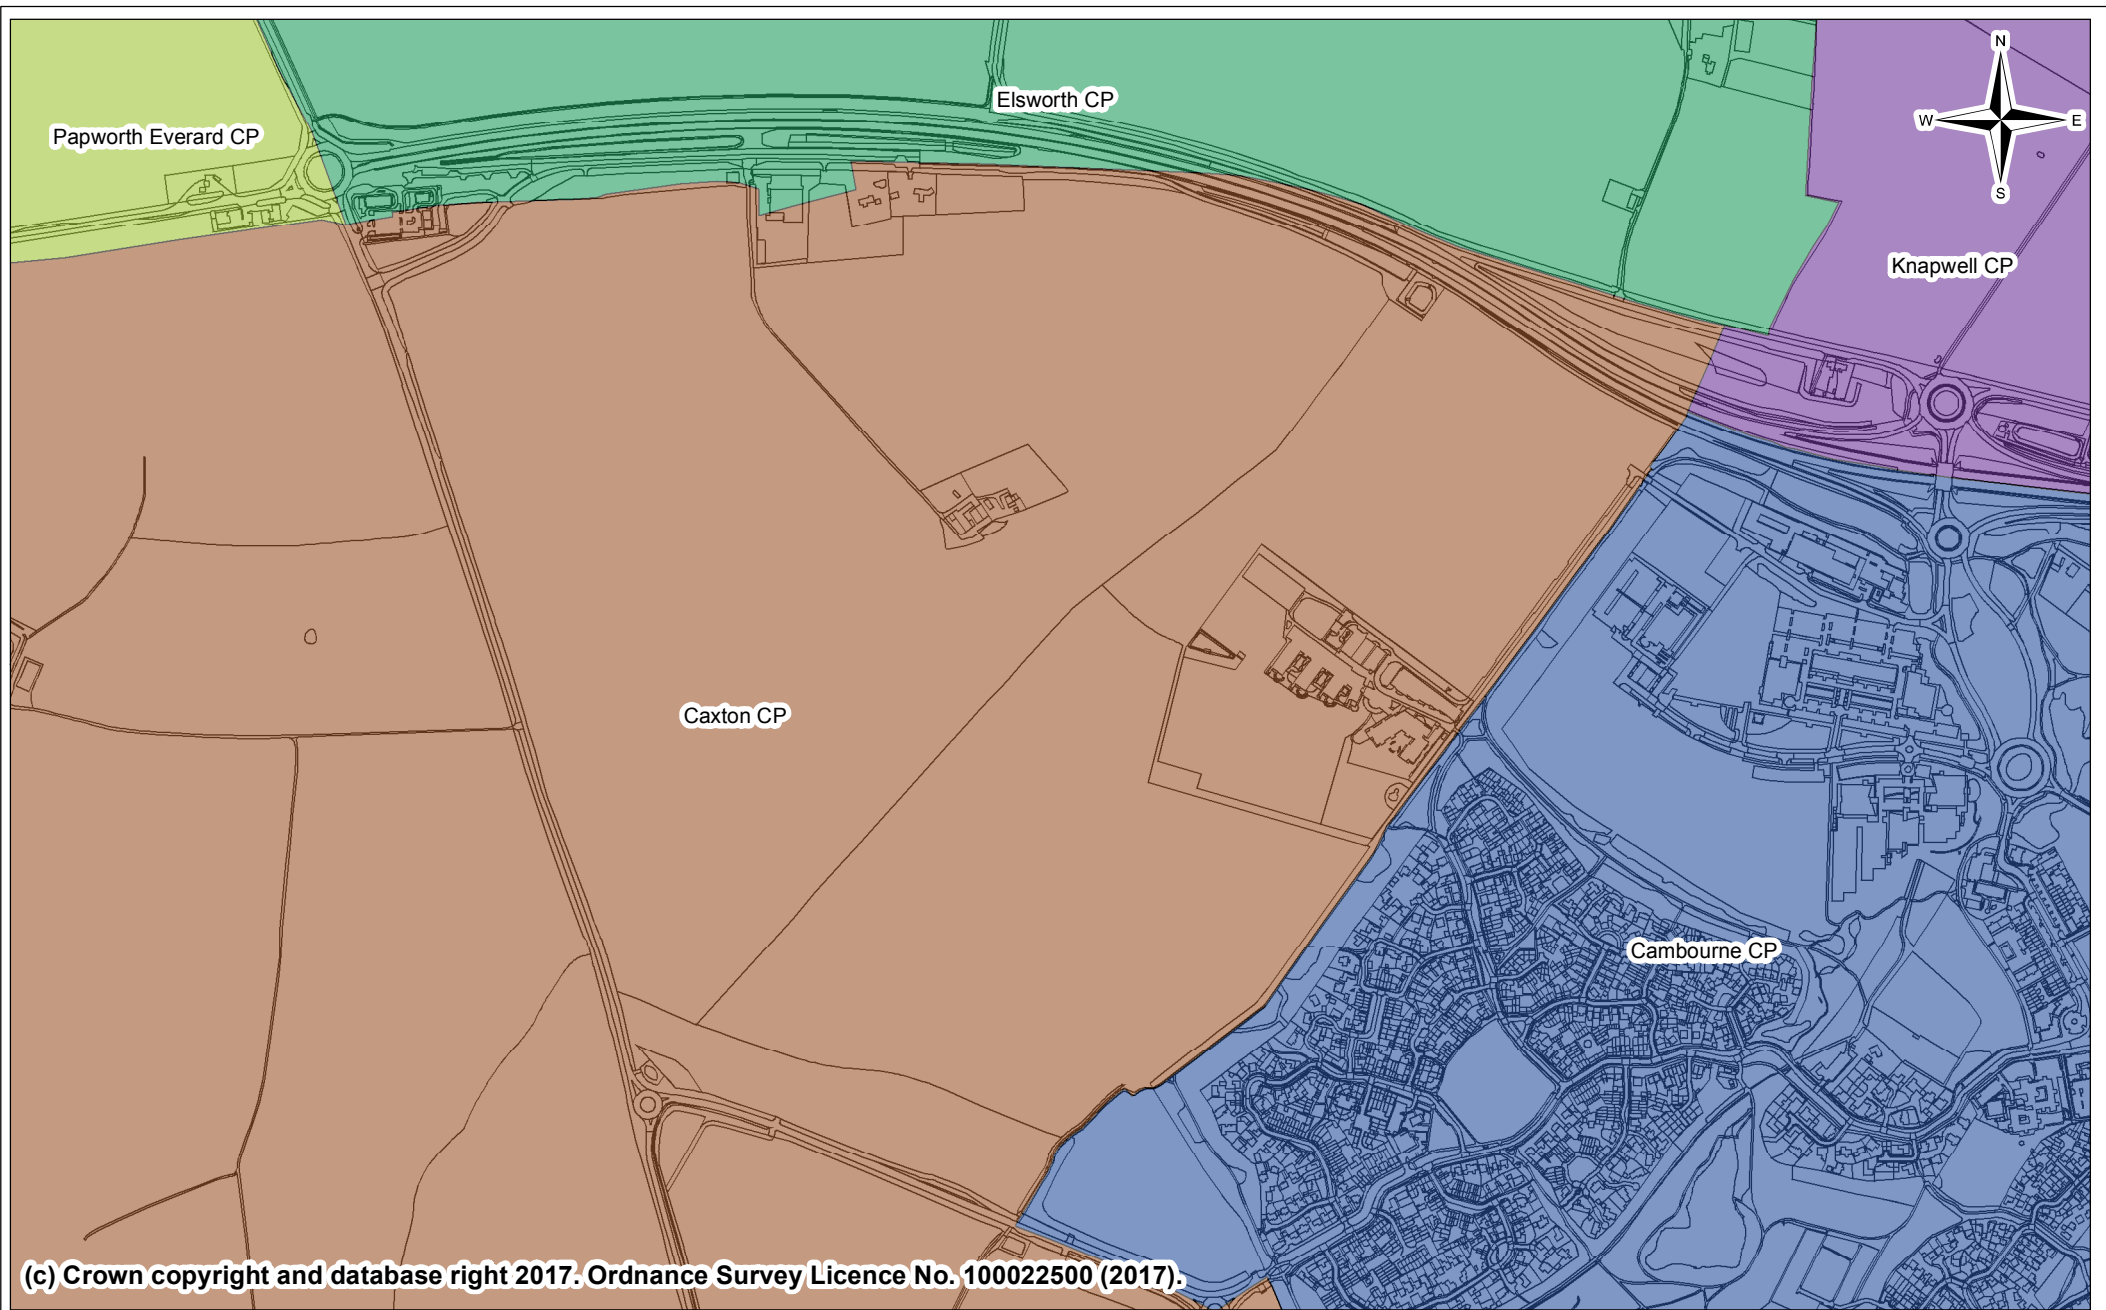 N
Elsworth CP
Papworth Everard CP
W
E
S
Knapwell CP
Caxton CP
Cambourne CP
(c) Crown copyright and database right 2017. Ordnance Survey Licence No. 100022500 (2017).